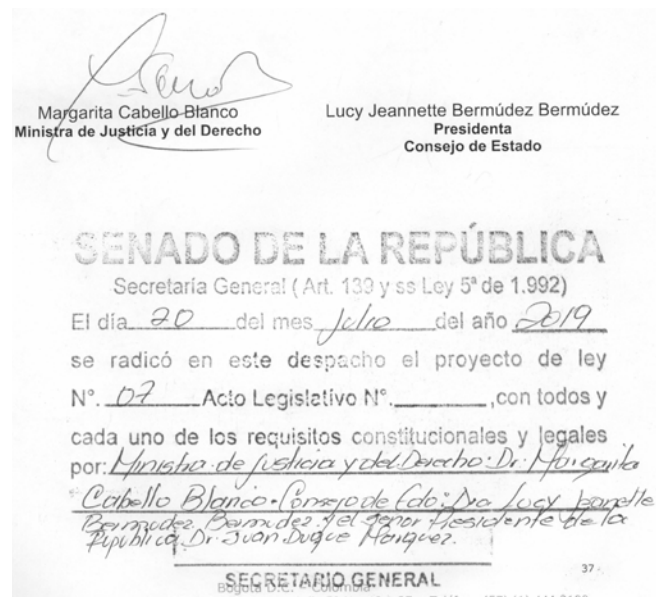 Margarita Cabello Blanco
Ministra de Justicia y del Derecho
Lucy Jeannette Bermúdez Bermúdez
Presidenta
Consejo de Estado
SENADO DE LA REPÚBLICA
Secretaría General ( Art. 139 y ss Ley 5ª de 1.992)
El día 20 del mes Julio del año 2019
se radicó en este despacho el proyecto de ley
N°. 07 Acto Legislativo N°. ,con todos y
cada uno de los requisitos constitucionales y legales
por: Ministra de Justicia y del Derecho: Dr. Margarita
Cabello Blanco. Consejo de Edo: Dra Lucy Jeanette
Bermudez Bermudez. y el Señor Presidente de la
República Dr. Juan Duque Marquez.
SECRETARIO GENERAL
37
Bogotá D.C. Colombia